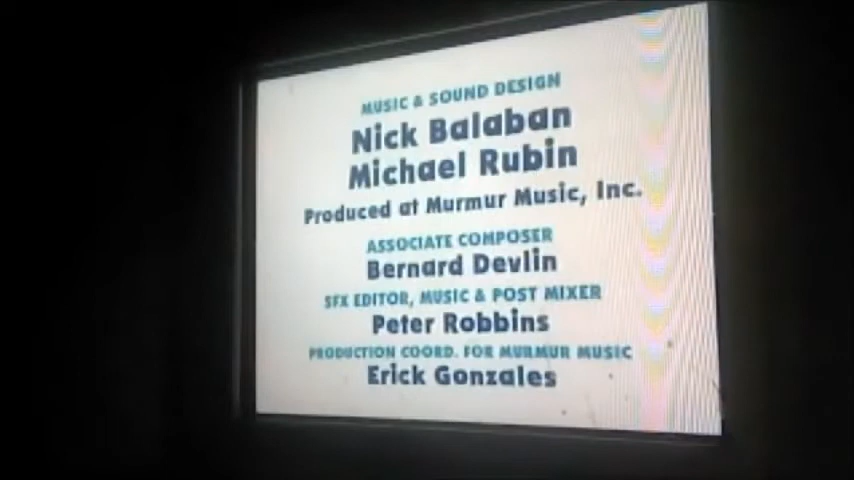 MUSIC & SOUND DESIGN
Nick Balaban
Michael Rubin
Produced at Murmur Music, Inc.
ASSOCIATE COMPOSER
Bernard Devlin
SFX EDITOR, MUSIC & POST MIXER
Peter Robbins
PRODUCTION COORD. FOR MURMUR MUSIC
Erick Gonzales